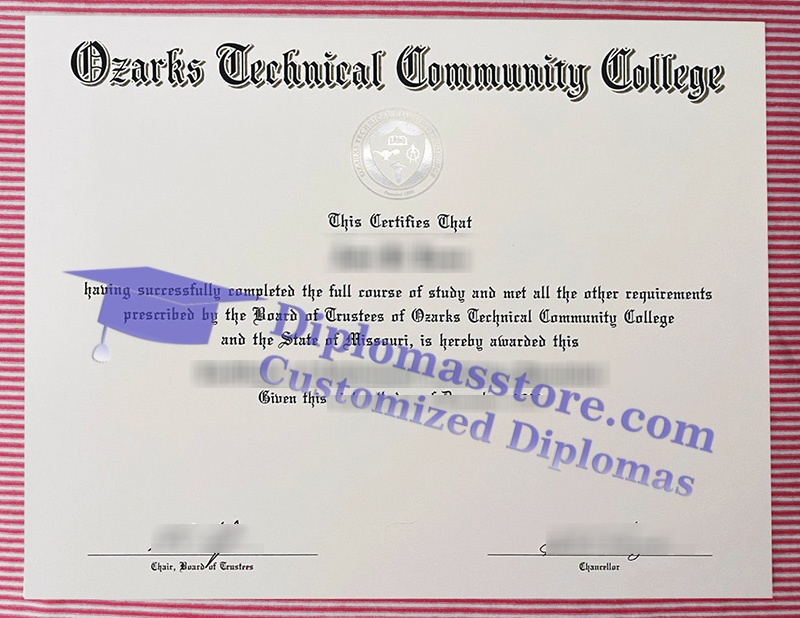 Ozarks Technical Community College
This Certifies That
having successfully completed the full course of study and met all the other requirements
prescribed by the Board of Trustees of Ozarks Technical Community College
and the State of Missouri, is hereby awarded this
Given this
Diplomasstore.com
Customized Diplomas
Chair, Board of Trustees
Chancellor